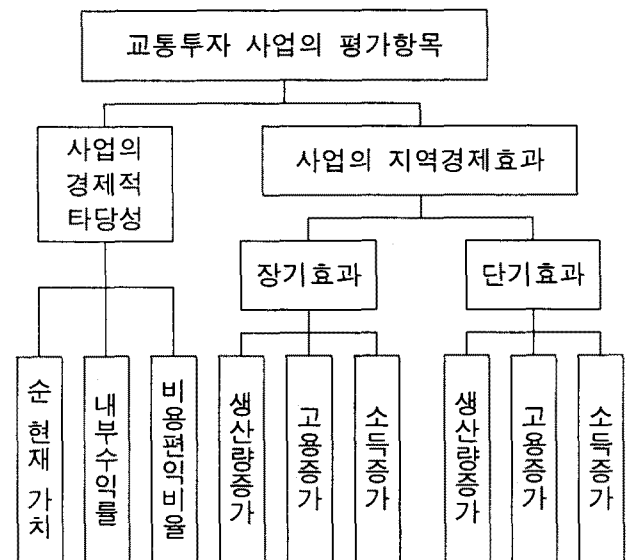 교통투자 사업의 평가항목
사업의
경제적
타당성
사업의 지역경제효과
장기효과
단기효과
순 현재 가치
내부수익률
비용편익비율
생산량증가
고용증가
소득증가
생산량증가
고용증가
소득증가